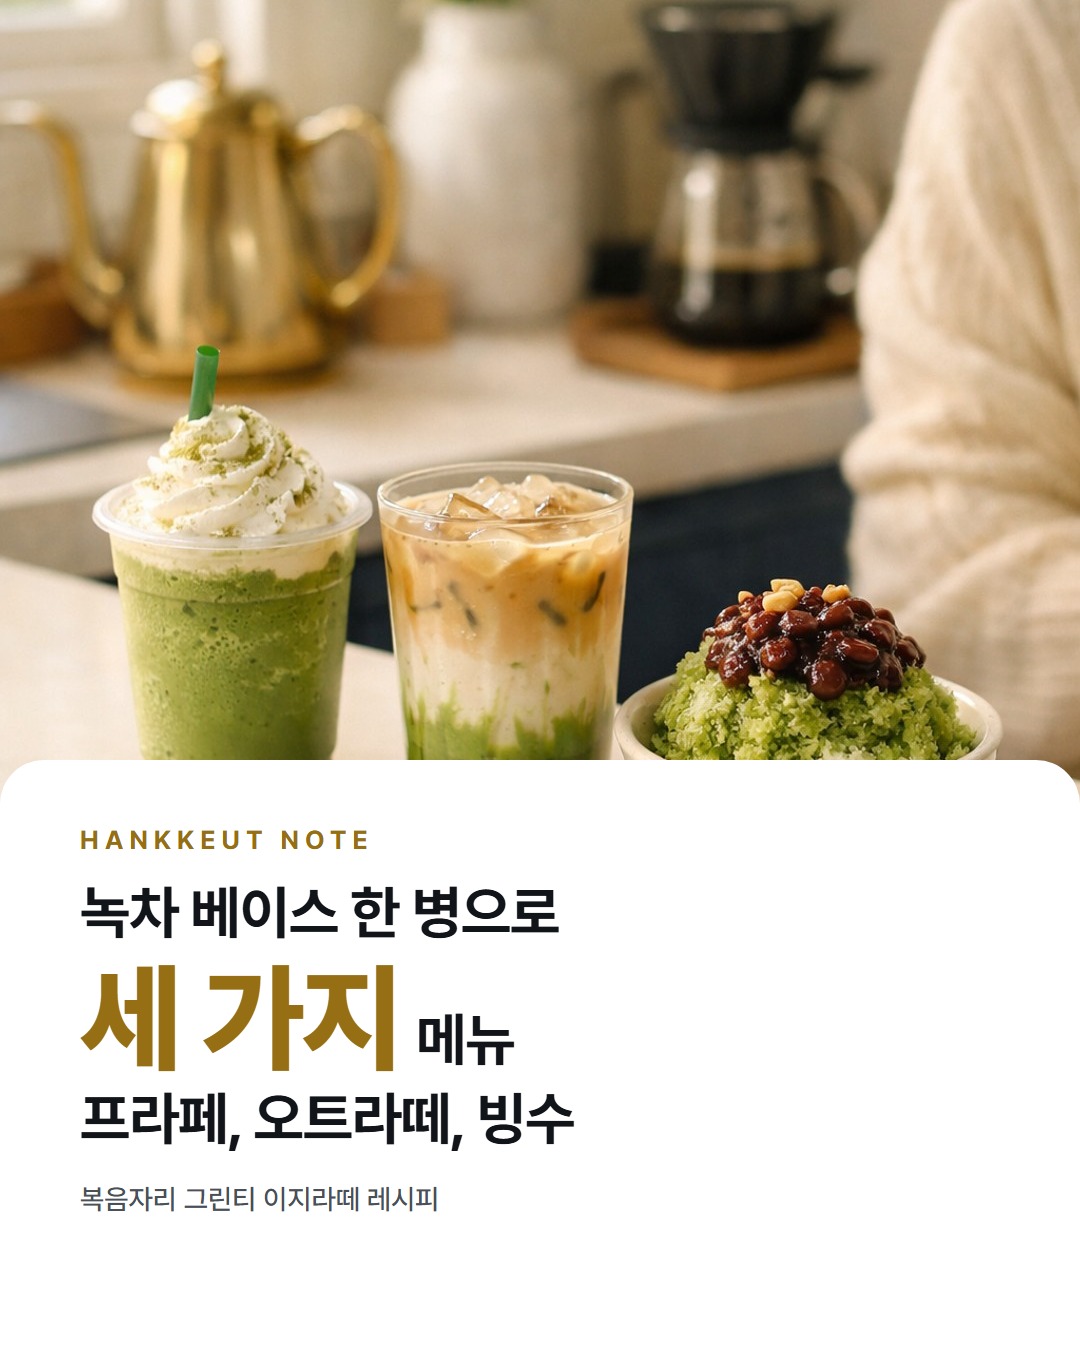 HANKKEUT NOTE
녹차 베이스 한 병으로
세 가지 메뉴
프라페, 오트라떼, 빙수
복음자리 그린티 이지라떼 레시피